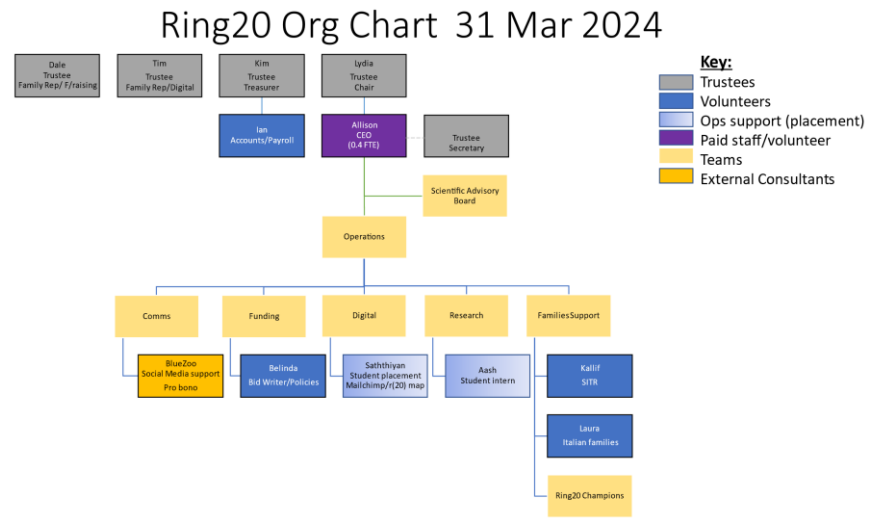 Ring20 Org Chart 31 Mar 2024
Dale
Trustee
Family Rep/ F/raising
Tim
Trustee
Family Rep/Digital
Kim
Trustee
Treasurer
Lydia
Trustee
Chair
Key:
Trustees
Volunteers
Ops support (placement)
Paid staff/volunteer
Teams
External Consultants
Ian
Accounts/Payroll
Allison
CEO
(0.4 FTE)
Trustee
Secretary
Scientific Advisory
Board
Operations
Comms
Funding
Digital
Research
Families Support
BlueZoo
Social Media support
Pro bono
Belinda
Bid Writer/Policies
Saththiyan
Student placement
Mailchimp/r(20) map
Aash
Student intern
Kallif
SITR
Laura
Italian families
Ring20 Champions